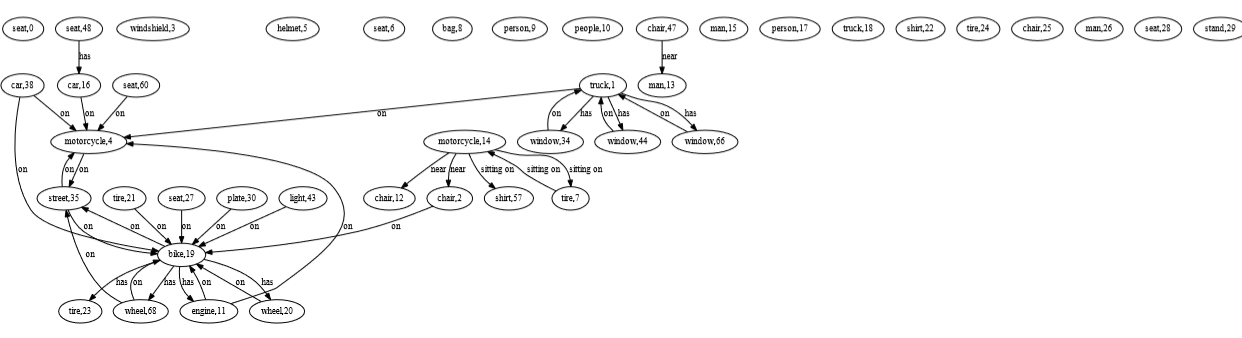 seat,0 seat,48 windshield,3 helmet,5 seat,6 bag,8 person,9 people,10 chair,47 man,15 person,17 truck,18 shirt,22 tire,24 chair,25 man,26 seat,28 stand,29
has near
car,38 car,16 seat,60 truck,1 man,13
on on on on on has on has on has
motorcycle,4 motorcycle,14 window,34 window,44 window,66
on on on near near sitting on sitting on sitting on
street,35 tire,21 seat,27 plate,30 light,43 chair,12 chair,2 shirt,57 tire,7
on on on on on on on on
bike,19
on has on has has on on has
tire,23 wheel,68 engine,11 wheel,20